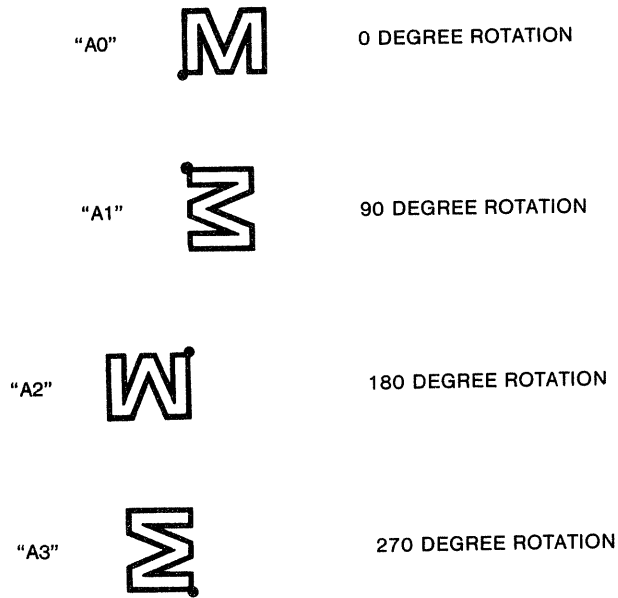 “A0” M 0 DEGREE ROTATION
“A1” M 90 DEGREE ROTATION
“A2” M 180 DEGREE ROTATION
“A3” M 270 DEGREE ROTATION